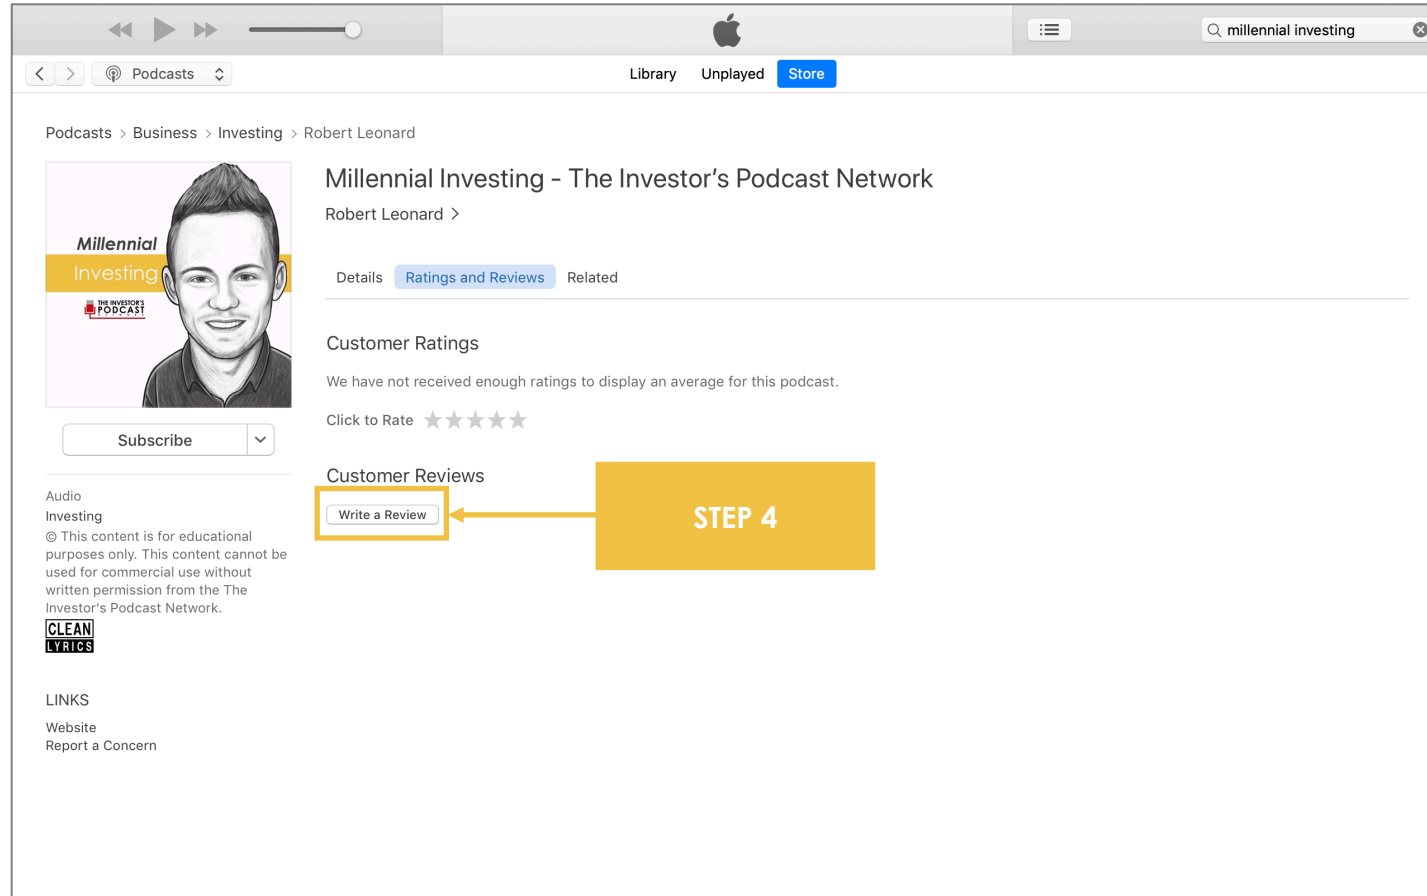 millennial investing
Podcasts
Library Unplayed Store
Podcasts > Business > Investing > Robert Leonard
Millennial
Investing
THE INVESTOR'S
PODCAST
Millennial Investing - The Investor's Podcast Network
Robert Leonard >
Details Ratings and Reviews Related
Customer Ratings
We have not received enough ratings to display an average for this podcast.
Click to Rate
Subscribe
Customer Reviews
Write a Review
STEP 4
Audio
Investing
© This content is for educational
purposes only. This content cannot be
used for commercial use without
written permission from the The
Investor's Podcast Network.
CLEAN
LYRICS
LINKS
Website
Report a Concern